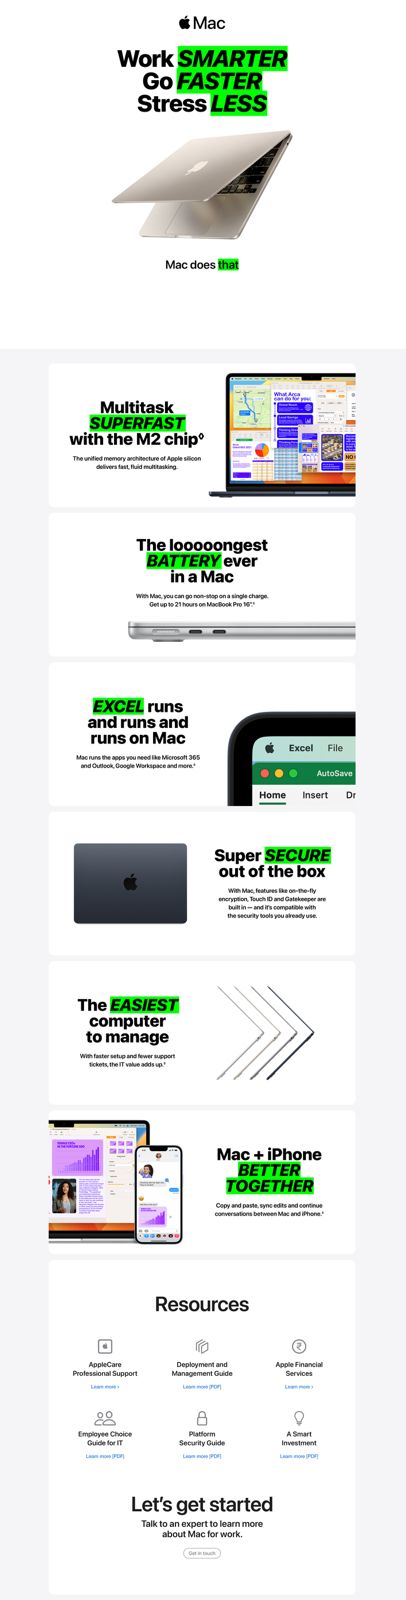 Mac
Work SMARTER
Go FASTER
Stress LESS
Mac does that
Multitask
SUPERFAST
with the M2 chip◊
The unified memory architecture of Apple silicon
delivers fast, fluid multitasking.
What Arca
can do for you:
The looooongest
BATTERY ever
in a Mac
With Mac, you can go non-stop on a single charge.
Get up to 21 hours on MacBook Pro 16”.
EXCEL runs
and runs and
runs on Mac
Mac runs the apps you need like Microsoft 365
and Outlook, Google Workspace and more.
Excel File
AutoSave
Home Insert Dr
Super SECURE
out of the box
With Mac, features like on-the-fly
encryption, Touch ID and Gatekeeper are
built in — and it’s compatible with
the security tools you already use.
The EASIEST
computer
to manage
With faster setup and fewer support
tickets, the IT value adds up.
Mac + iPhone
BETTER
TOGETHER
Copy and paste, sync edits and continue
conversations between Mac and iPhone.
Resources
AppleCare
Professional Support
Learn more >
Deployment and
Management Guide
Learn more [PDF]
Apple Financial
Services
Learn more >
Employee Choice
Guide for IT
Learn more [PDF]
Platform
Security Guide
Learn more [PDF]
A Smart
Investment
Learn more [PDF]
Let’s get started
Talk to an expert to learn more
about Mac for work.
Get in touch